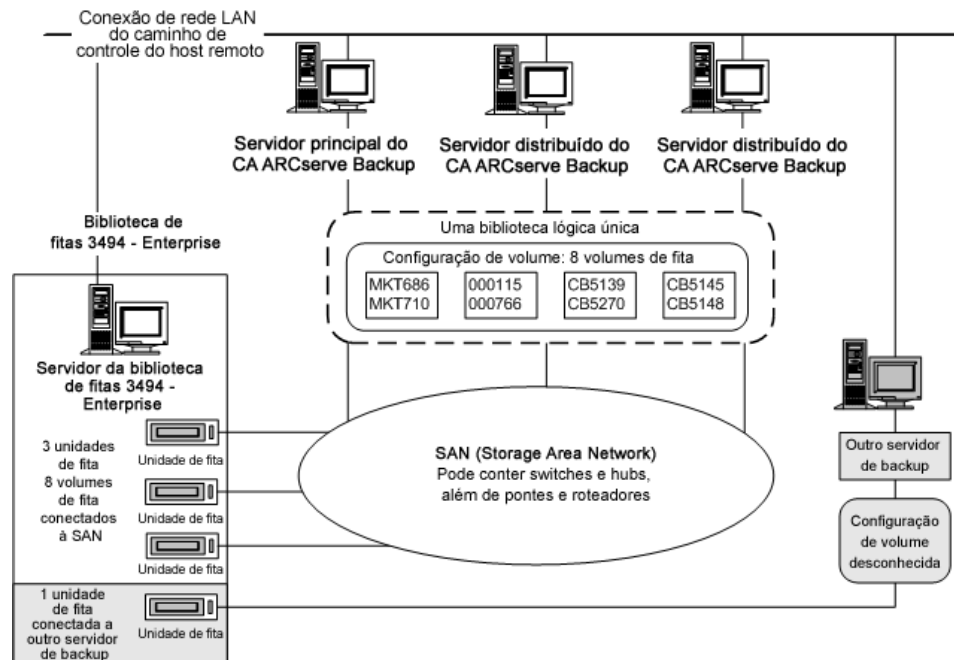 Conexão de rede LAN
do caminho de
controle do host remoto
Servidor principal do
CA ARCserve Backup
Servidor distribuído do
CA ARCserve Backup
Servidor distribuído do
CA ARCserve Backup
Biblioteca de
fitas 3494 - Enterprise
Uma biblioteca lógica única
Configuração de volume: 8 volumes de fita
MKT686
MKT710
000115
000766
CB5139
CB5270
CB5145
CB5148
Servidor da biblioteca
de fitas 3494 -
Enterprise
3 unidades
de fita
8 volumes
de fita
conectados
à SAN
Unidade de fita
Unidade de fita
Unidade de fita
SAN (Storage Area Network)
Pode conter switches e hubs,
além de pontes e roteadores
Outro servidor
de backup
Configuração
de volume
desconhecida
1 unidade
de fita
conectada a
outro servidor
de backup
Unidade de fita